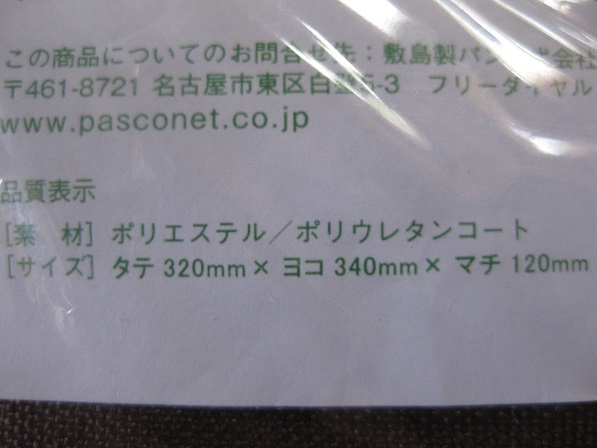 この商品についてのお問合せ先：敷島製パン株式会社
〒461-8721 名古屋市東区白壁5-3 フリーダイヤル
www.pasconet.co.jp
品質表示
[素 材] ポリエステル／ポリウレタンコート
[サイズ] タテ 320mm× ヨコ 340mm× マチ 120mm